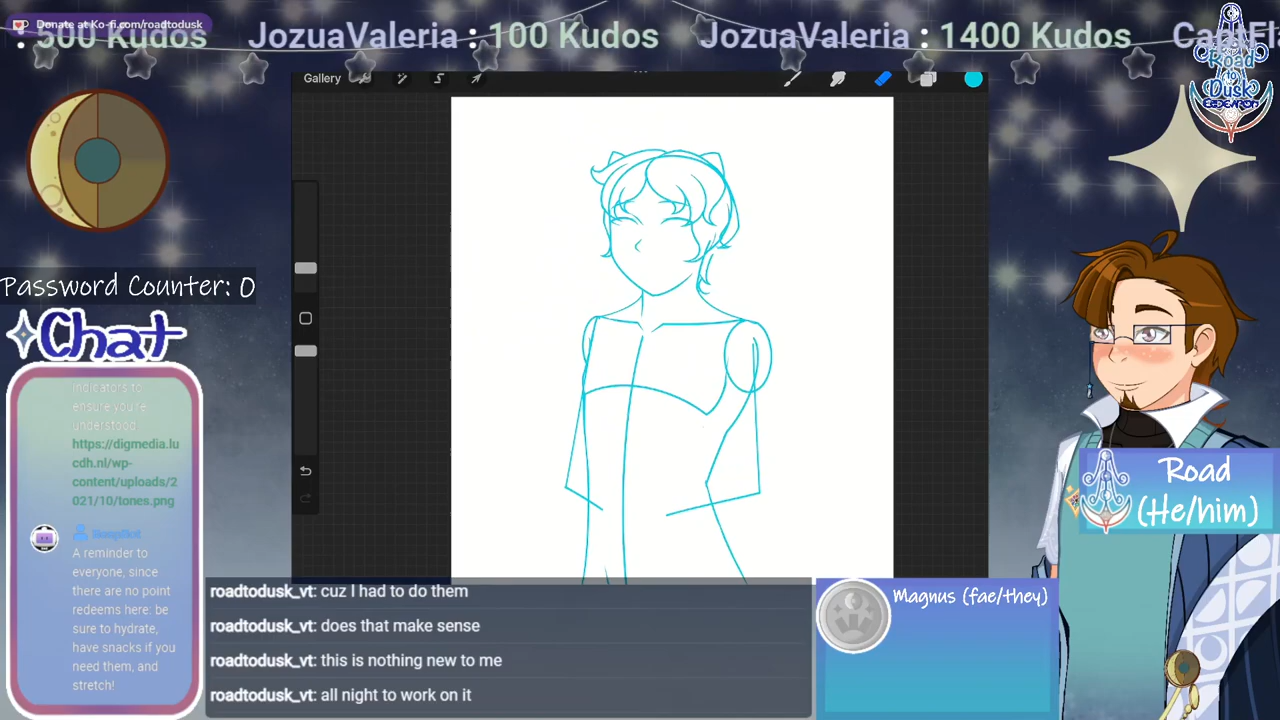 Donate at Ko-fi.com/roadtodusk
: 500 Kudos JozuaValeria : 100 Kudos JozuaValeria : 1400 Kudos
Road
to
Dusk
Gallery
Password Counter: 0
Chat
indicators to
ensure you're
understood
https://digmedia.lu
cdh.nl/wp-
content/uploads/2
021/10/tones.png
A reminder to
everyone, since
there are no point
redeems here: be
sure to hydrate,
have snacks if you
need them, and
stretch!
roadtodusk_vt: cuz I had to do them
roadtodusk_vt: does that make sense
roadtodusk_vt: this is nothing new to me
roadtodusk_vt: all night to work on it
Magnus (fae/they)
Road
(He/him)